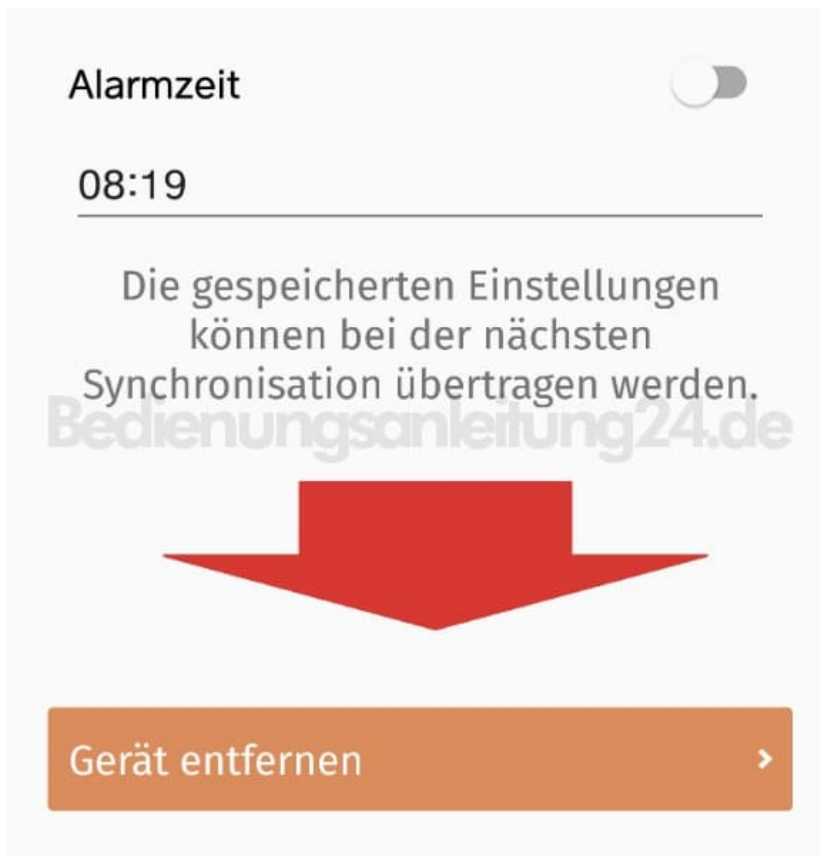 Alarmzeit
08:19
Die gespeicherten Einstellungen
können bei der nächsten
Synchronisation übertragen werden.
Bedienungsanleitung24.de
Gerät entfernen